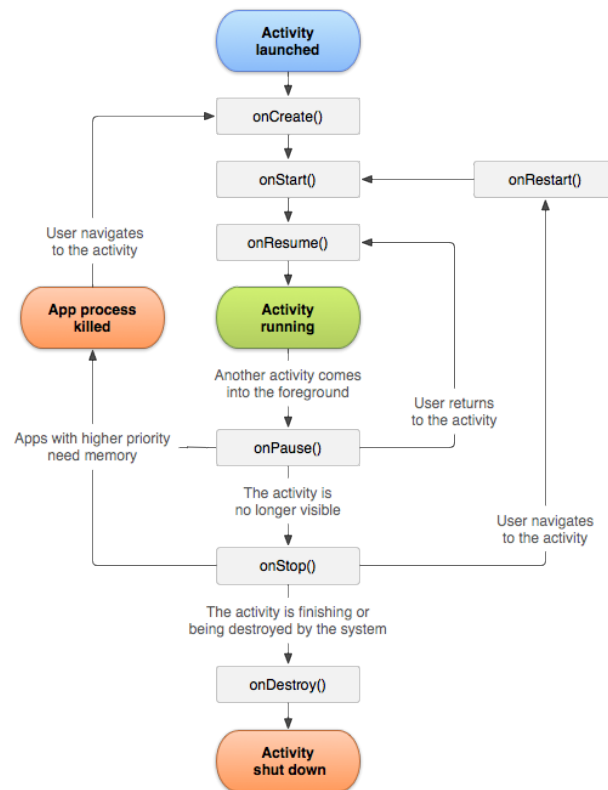 Activity
launched
onCreate()
onStart()
onRestart()
onResume()
User navigates
to the activity
App process
killed
Activity
running
Another activity comes
into the foreground
User returns
to the activity
Apps with higher priority
need memory
onPause()
The activity is
no longer visible
User navigates
to the activity
onStop()
The activity is finishing or
being destroyed by the system
onDestroy()
Activity
shut down